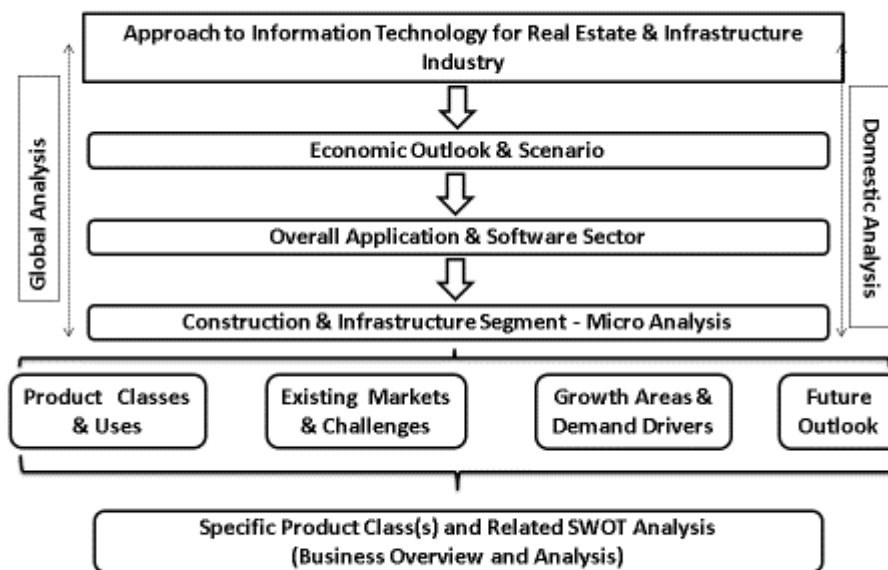 Approach to Information Technology for Real Estate & Infrastructure
Industry
Global Analysis
Domestic Analysis
Economic Outlook & Scenario
Overall Application & Software Sector
Construction & Infrastructure Segment - Micro Analysis
Product Classes
& Uses
Existing Markets
& Challenges
Growth Areas &
Demand Drivers
Future
Outlook
Specific Product Class(s) and Related SWOT Analysis
(Business Overview and Analysis)